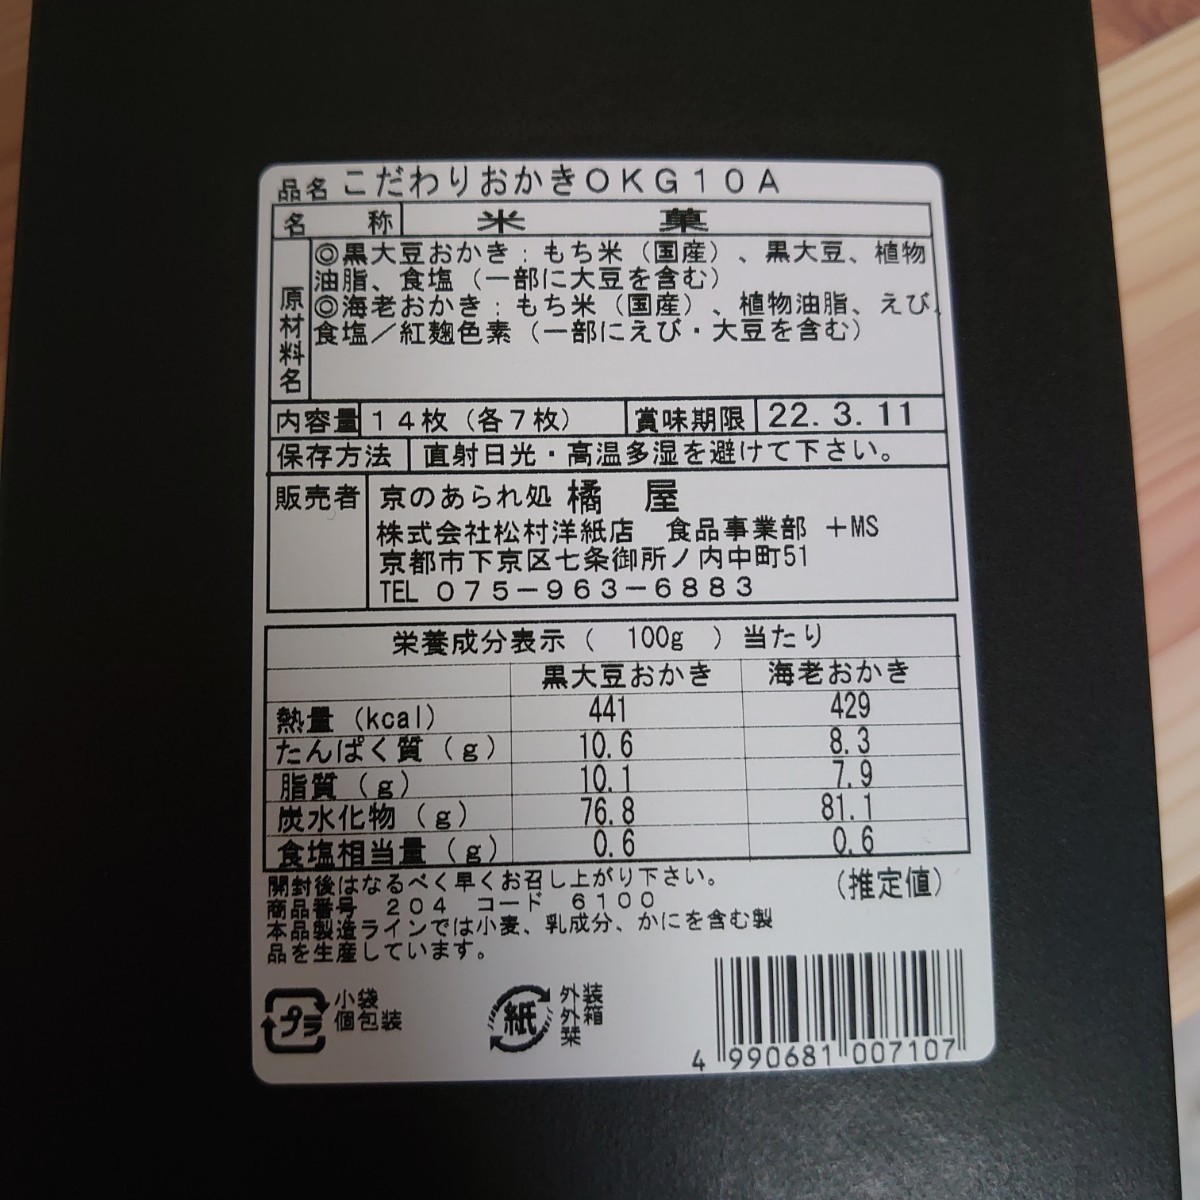 品名 こだわりおかきOKG10A
名称 米菓
原材料名
◎黒大豆おかき：もち米（国産）、黒大豆、植物
油脂、食塩（一部に大豆を含む）
◎海老おかき：もち米（国産）、植物油脂、えび、
食塩／紅麹色素（一部にえび・大豆を含む）
内容量 14枚（各7枚） 賞味期限 22.3.11
保存方法 直射日光・高温多湿を避けて下さい。
販売者 京のあられ処 橘屋
株式会社松村洋紙店 食品事業部 +MS
京都市下京区七条御所ノ内中町51
TEL 075-963-6883
栄養成分表示（ 100g ）当たり
黒大豆おかき 海老おかき
熱量（kcal） 441 429
たんぱく質（g） 10.6 8.3
脂質（g） 10.1 7.9
炭水化物（g） 76.8 81.1
食塩相当量（g） 0.6 0.6
（推定値）
開封後はなるべく早くお召し上がり下さい。
商品番号 204 コード 6100
本品製造ラインでは小麦、乳成分、かにを含む製
品を生産しています。
プラ 小袋
個包装
紙 外装
外箱
栞
4 990681 007107